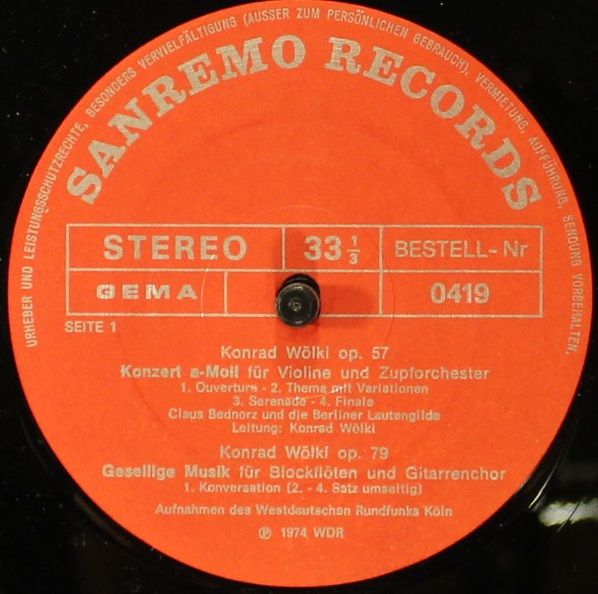 URHEBER UND LEISTUNGSSCHUTZRECHTE, BESONDERS VERVIELFÄLTIGUNG (AUSSER ZUM PERSÖNLICHEN GEBRAUCH), VERMIETUNG, AUFFÜHRUNG, SENDUNG VORBEHALTEN.
SANREMO RECORDS
STEREO 33 1/3 BESTELL-Nr
GEMA 0419
SEITE 1
Konrad Wölki op. 57
Konzert a-Moll für Violine und Zupforchester
1. Ouverture - 2. Thema mit Variationen
3. Serenade - 4. Finale
Claus Bednorz und die Berliner Lautengilde
Leitung: Konrad Wölki
Konrad Wölki op. 79
Gesellige Musik für Blockflöten und Gitarrenchor
1. Konversation (2. - 4. Satz umseitig)
Aufnahmen des Westdeutschen Rundfunks Köln
℗ 1974 WDR